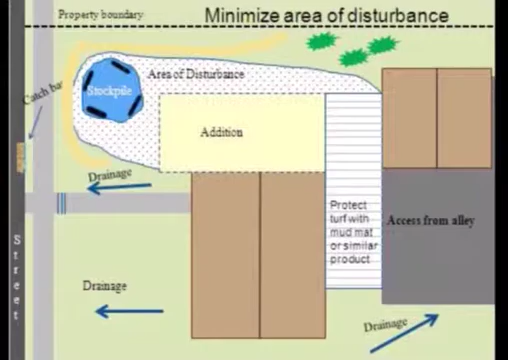 Property boundary
Minimize area of disturbance
Area of Disturbance
Stockpile
Catch
Addition
Drainage
Protect
turf with
mud mat
or similar
product
Access from alley
Street
Drainage
Drainage